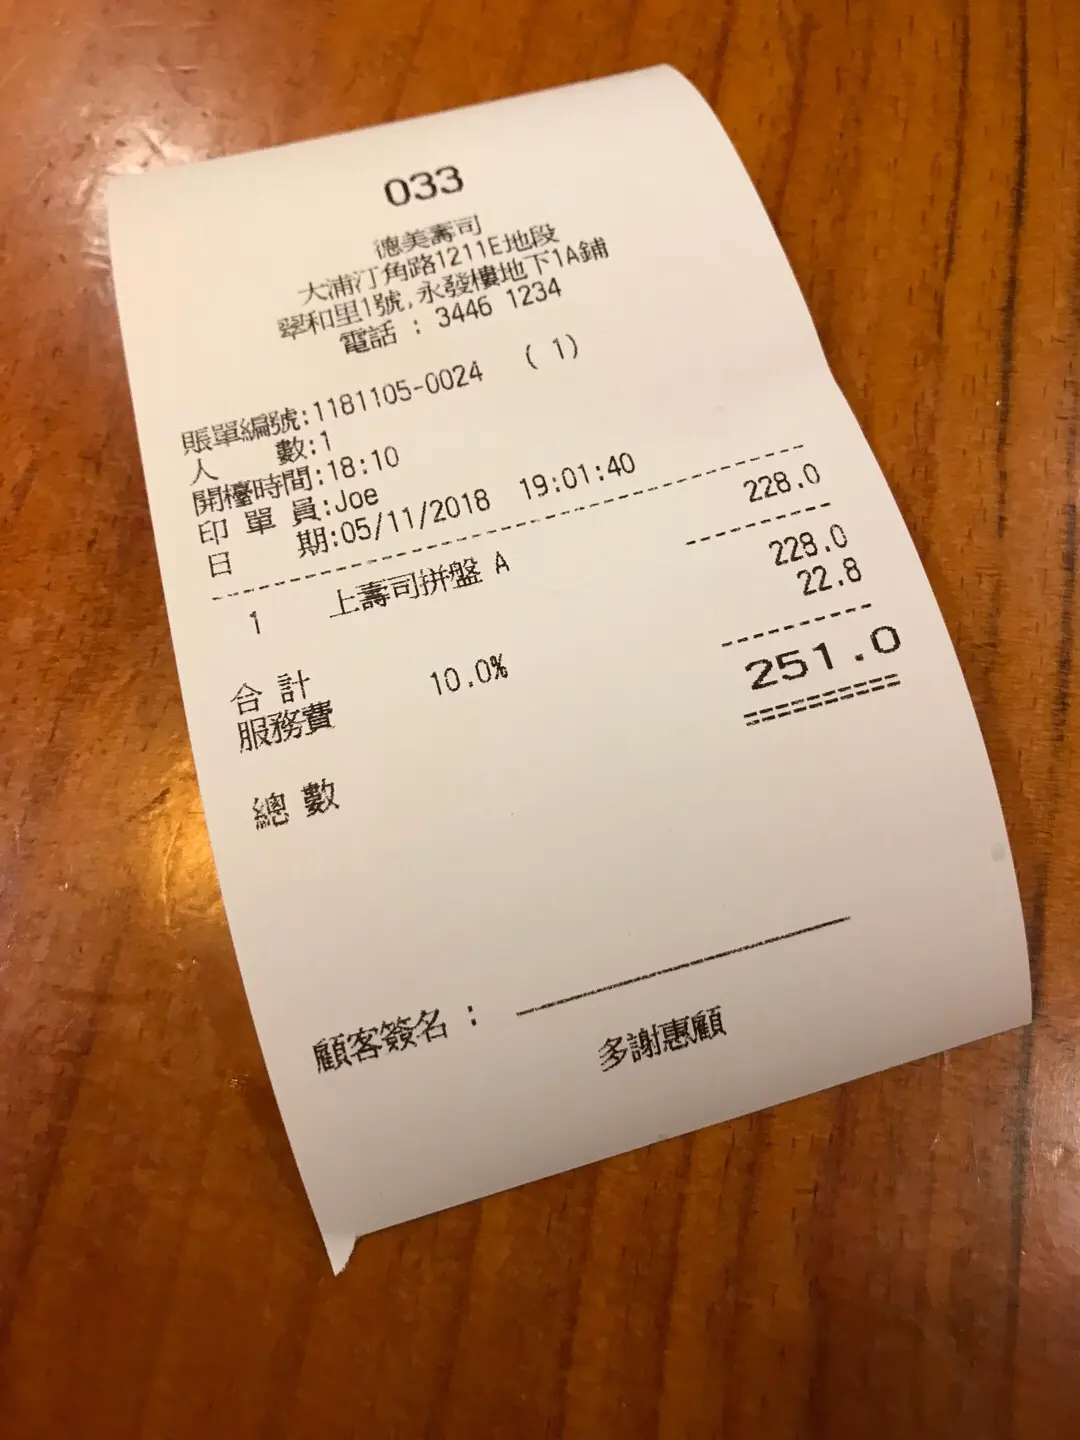 033
德美壽司
大浦汀角路1211E地段
翠和里1號,永發樓地下1A鋪
電話 : 3446 1234
賬單編號:1181105-0024 ( 1)
人 數:1
開檯時間:18:10
印 單 員:Joe
日 期:05/11/2018 19:01:40
1 上壽司拼盤 A 228.0
合 計 228.0
服務費 10.0% 22.8
總 數 251.0
顧客簽名 :
多謝惠顧